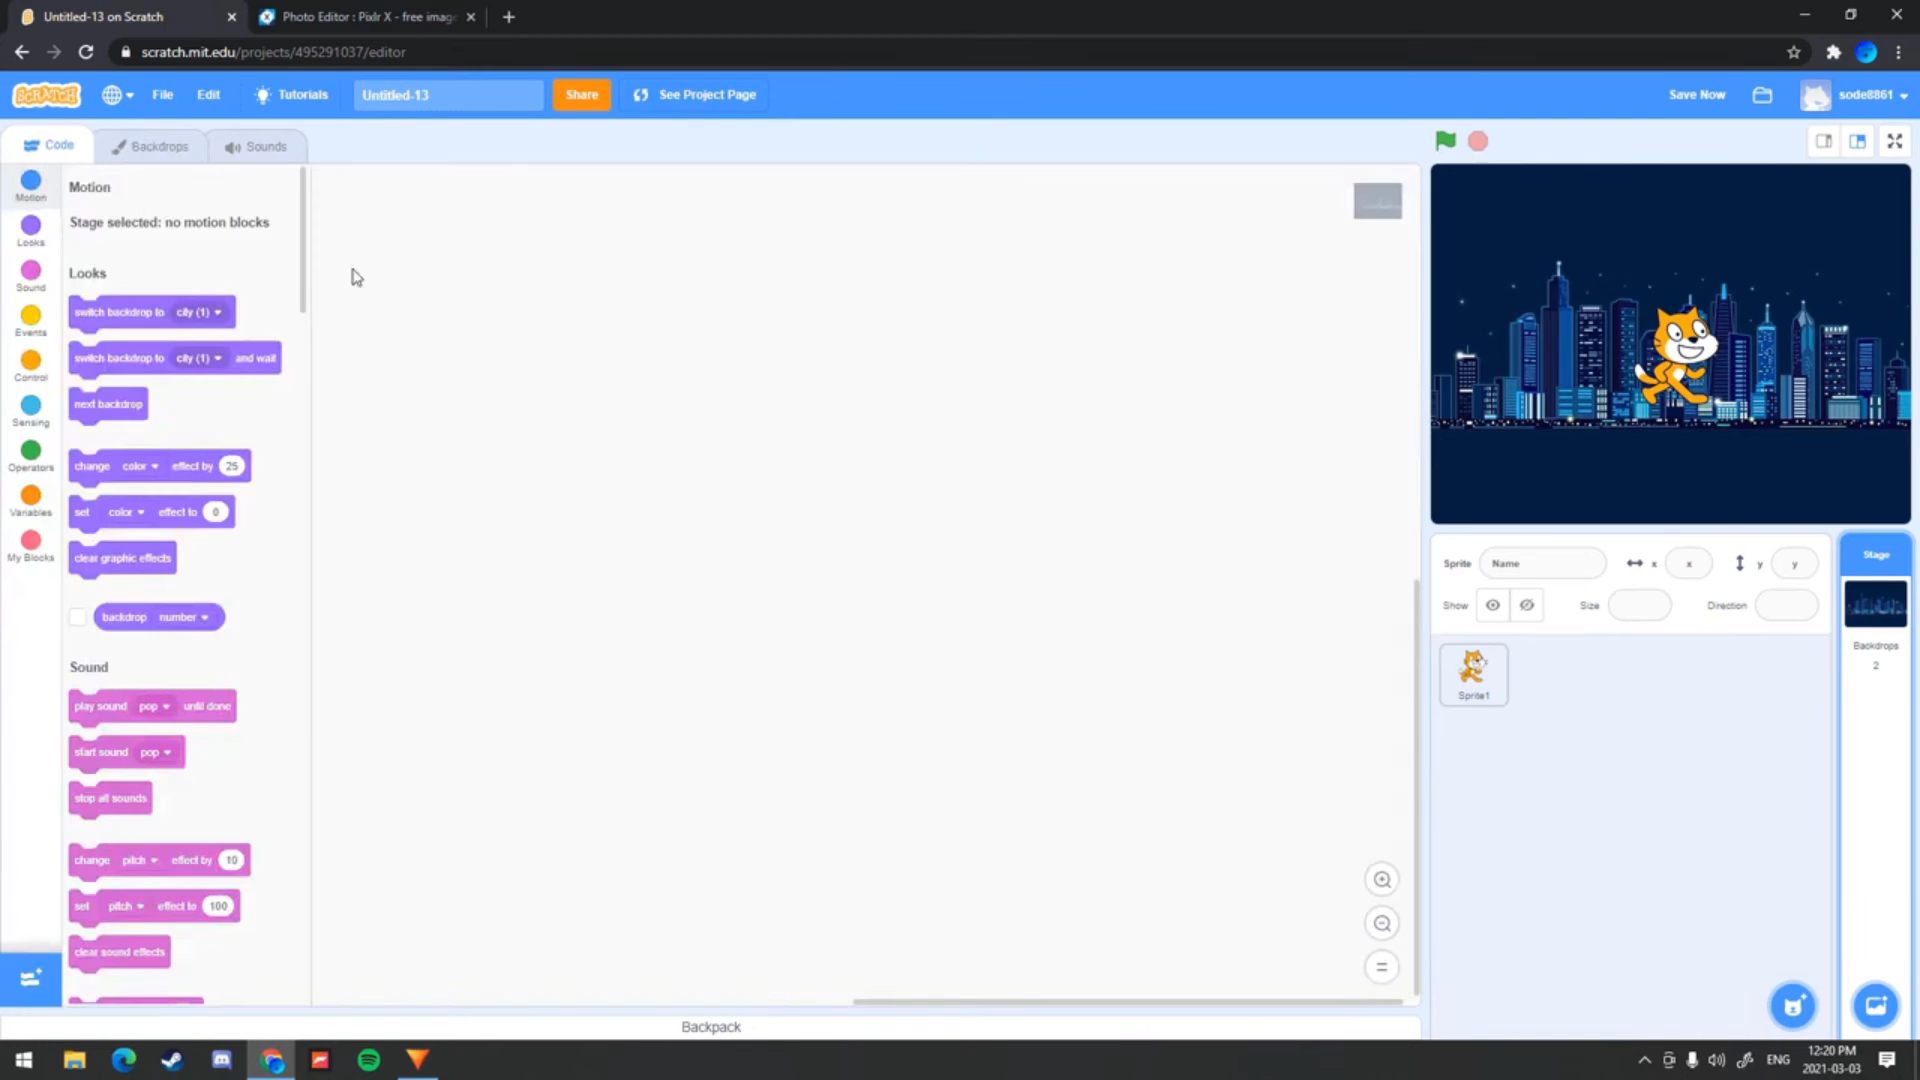 Untitled-13 on Scratch
Photo Editor : Pixlr X - free imag
scratch.mit.edu/projects/495291037/editor
SCRATCH
File
Edit
Tutorials
Untitled-13
Share
See Project Page
Save Now
sode8861
Code
Backdrops
Sounds
Motion
Looks
Sound
Events
Control
Sensing
Operators
Variables
My Blocks
Motion
Stage selected: no motion blocks
Looks
switch backdrop to city (1)
switch backdrop to city (1) and wait
next backdrop
change color effect by 25
set color effect to 0
clear graphic effects
backdrop number
Sound
play sound pop until done
start sound pop
stop all sounds
change pitch effect by 10
set pitch effect to 100
clear sound effects
Sprite Name x x y y
Show Size Direction
Sprite1
Stage
Backdrops
2
Backpack
ENG
12:20 PM
2021-03-03